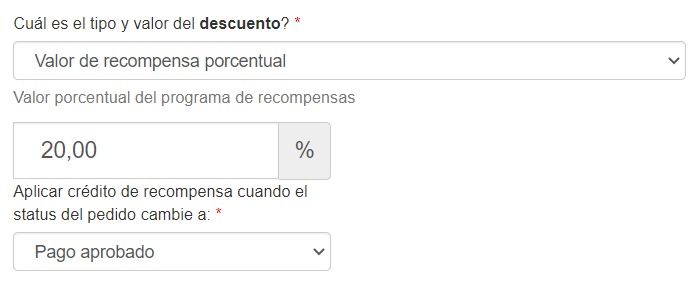 Cuál es el tipo y valor del descuento? *
Valor de recompensa porcentual
Valor porcentual del programa de recompensas
20,00 %
Aplicar crédito de recompensa cuando el
status del pedido cambie a: *
Pago aprobado